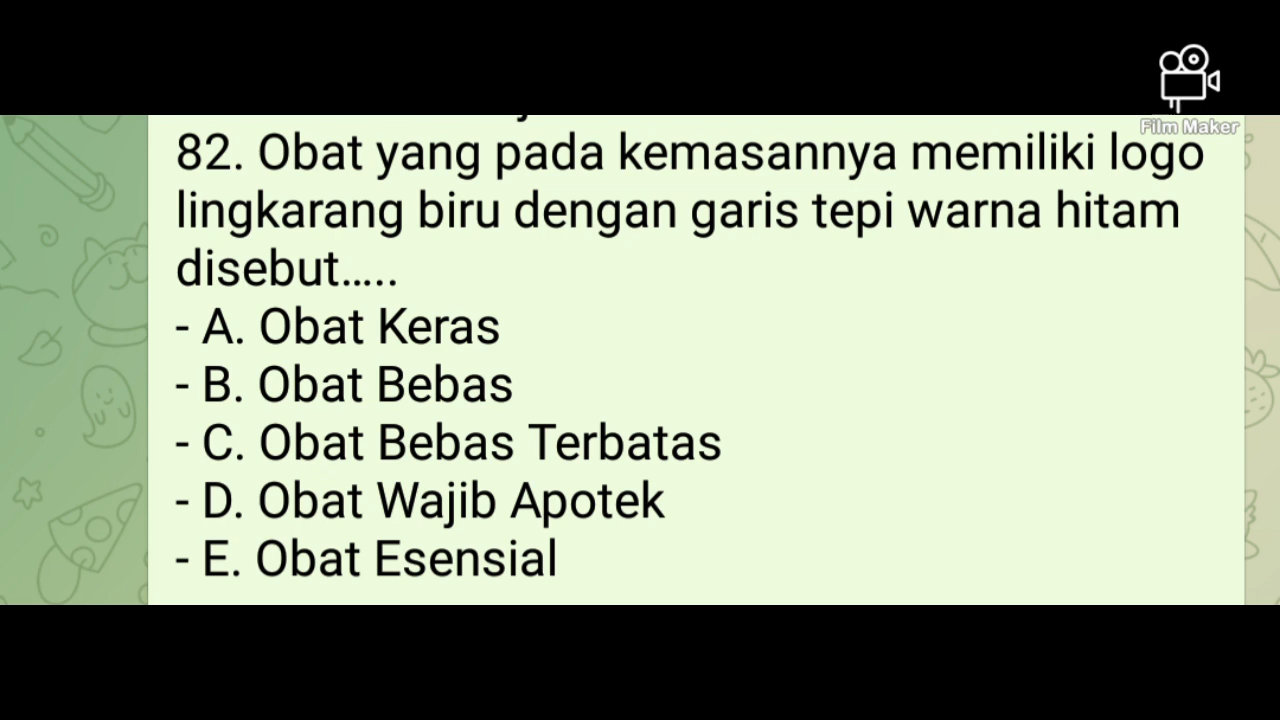 Film Maker
82. Obat yang pada kemasannya memiliki logo
lingkarang biru dengan garis tepi warna hitam
disebut.....
- A. Obat Keras
- B. Obat Bebas
- C. Obat Bebas Terbatas
- D. Obat Wajib Apotek
- E. Obat Esensial